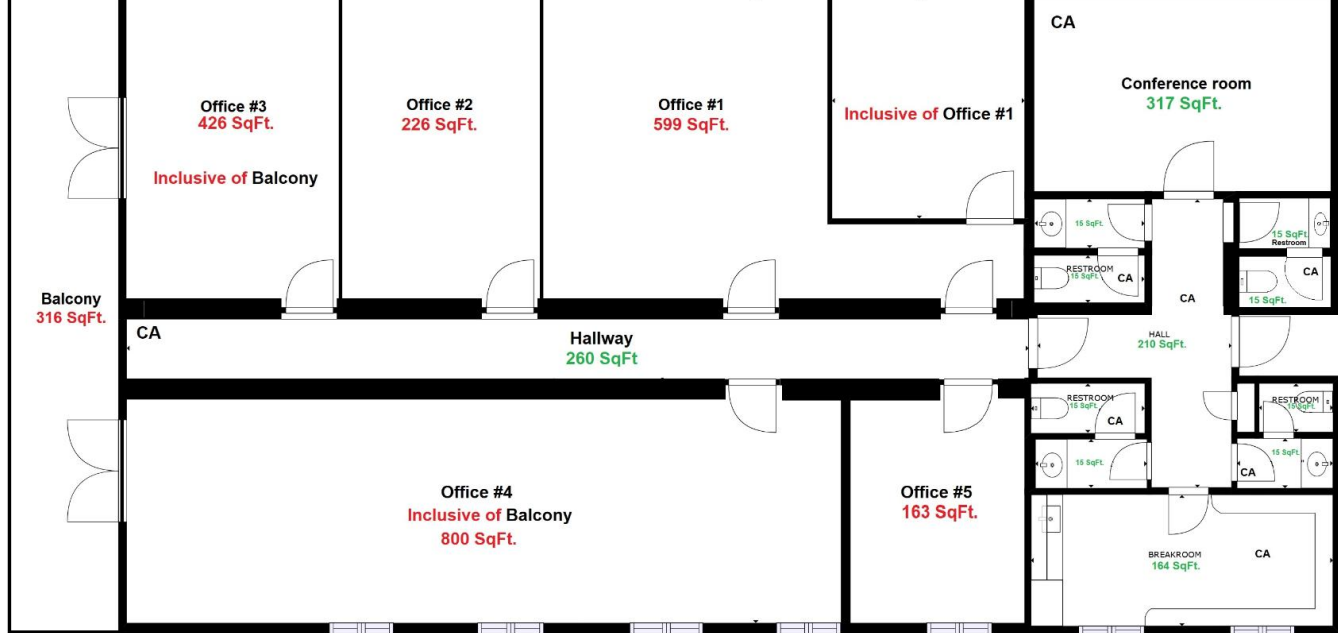 CA
Conference room
317 SqFt.
Office #3
426 SqFt.
Inclusive of Balcony
Office #2
226 SqFt.
Office #1
599 SqFt.
Inclusive of Office #1
15 SqFt.
RESTROOM
15 SqFt.
CA
15 SqFt.
Restroom
CA
15 SqFt.
CA
Balcony
316 SqFt.
CA
Hallway
260 SqFt
HALL
210 SqFt.
RESTROOM
15 SqFt.
CA
15 SqFt.
RESTROOM
15 SqFt.
15 SqFt.
CA
Office #4
Inclusive of Balcony
800 SqFt.
Office #5
163 SqFt.
BREAKROOM
164 SqFt.
CA